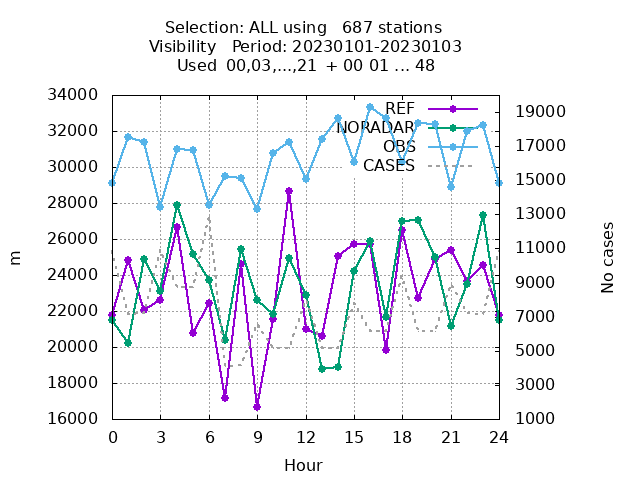 Selection: ALL using   687 stations
Visibility   Period: 20230101-20230103
Used  00,03,...,21  + 00 01 ... 48
34000
32000
30000
28000
26000
24000
22000
20000
18000
16000
m
REF
NORADAR
OBS
CASES
19000
17000
15000
13000
11000
9000
7000
5000
3000
1000
No cases
0 3 6 9 12 15 18 21 24
Hour